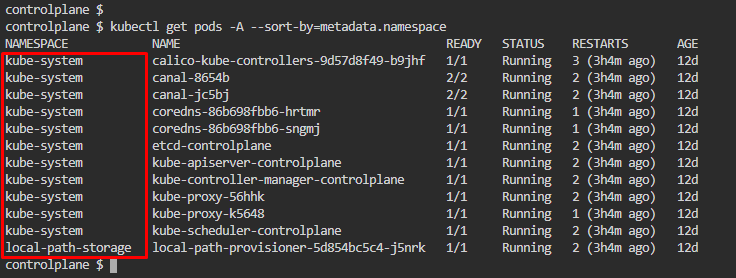 controlplane $
controlplane $ kubectl get pods -A --sort-by=metadata.namespace
NAMESPACE NAME READY STATUS RESTARTS AGE
kube-system calico-kube-controllers-9d57d8f49-b9jhf 1/1 Running 3 (3h4m ago) 12d
kube-system canal-8654b 2/2 Running 2 (3h4m ago) 12d
kube-system canal-jc5bj 2/2 Running 2 (3h4m ago) 12d
kube-system coredns-86b698fbb6-hrtmr 1/1 Running 1 (3h4m ago) 12d
kube-system coredns-86b698fbb6-sngmj 1/1 Running 1 (3h4m ago) 12d
kube-system etcd-controlplane 1/1 Running 2 (3h4m ago) 12d
kube-system kube-apiserver-controlplane 1/1 Running 2 (3h4m ago) 12d
kube-system kube-controller-manager-controlplane 1/1 Running 2 (3h4m ago) 12d
kube-system kube-proxy-56hhk 1/1 Running 2 (3h4m ago) 12d
kube-system kube-proxy-k5648 1/1 Running 1 (3h4m ago) 12d
kube-system kube-scheduler-controlplane 1/1 Running 2 (3h4m ago) 12d
local-path-storage local-path-provisioner-5d854bc5c4-j5nrk 1/1 Running 2 (3h4m ago) 12d
controlplane $